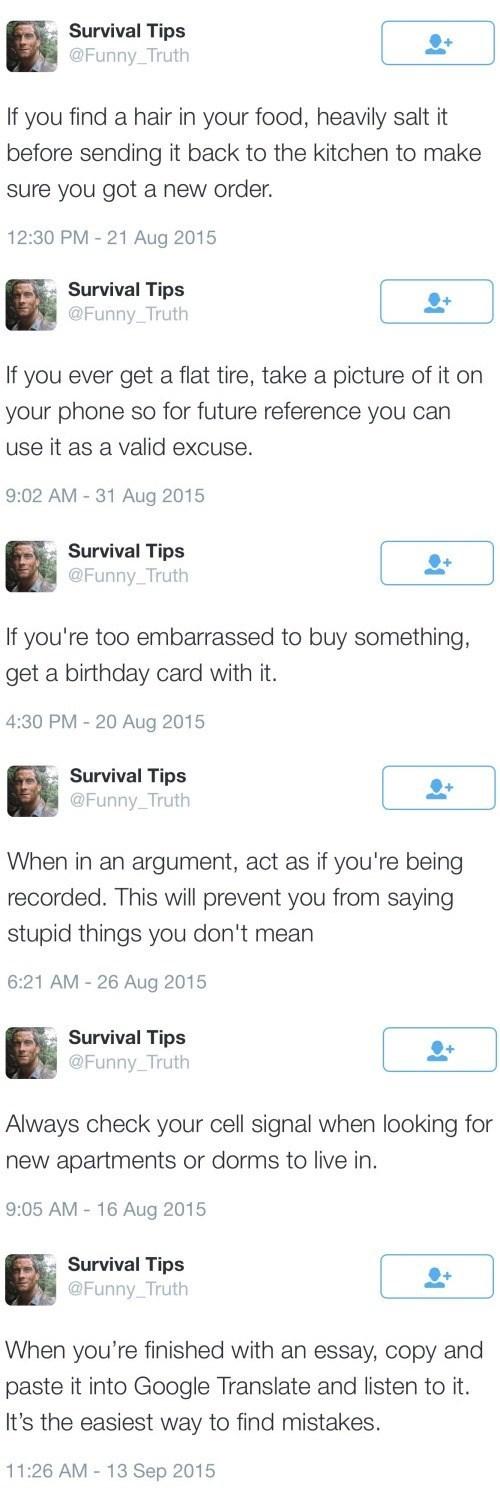 Survival Tips
@Funny_Truth
If you find a hair in your food, heavily salt it
before sending it back to the kitchen to make
sure you got a new order.
12:30 PM - 21 Aug 2015
Survival Tips
@Funny_Truth
If you ever get a flat tire, take a picture of it on
your phone so for future reference you can
use it as a valid excuse.
9:02 AM - 31 Aug 2015
Survival Tips
@Funny_Truth
If you're too embarrassed to buy something,
get a birthday card with it.
4:30 PM - 20 Aug 2015
Survival Tips
@Funny_Truth
When in an argument, act as if you're being
recorded. This will prevent you from saying
stupid things you don't mean
6:21 AM - 26 Aug 2015
Survival Tips
@Funny_Truth
Always check your cell signal when looking for
new apartments or dorms to live in.
9:05 AM - 16 Aug 2015
Survival Tips
@Funny_Truth
When you’re finished with an essay, copy and
paste it into Google Translate and listen to it.
It’s the easiest way to find mistakes.
11:26 AM - 13 Sep 2015